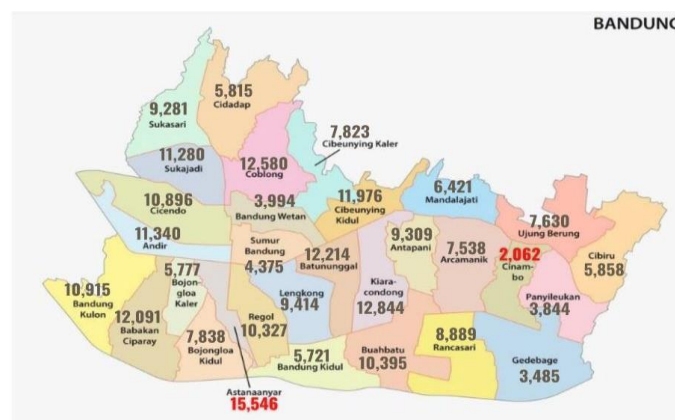 BANDUNG
5,815
Cidadap
9,281
Sukasari
7,823
Cibeunying Kaler
11,280
Sukajadi
12,580
Coblong
10,896
Cicendo
3,994
Bandung Wetan
11,976
Cibeunying
Kidul
6,421
Mandalajati
7,630
Ujung Berung
11,340
Andir
Sumur
Bandung
4,375
12,214
Batununggal
9,309
Antapani
7,538
Arcamanik
2,062
Cinam-
bo
Cibiru
5,858
10,915
Bandung
Kulon
5,777
Bojon
gloa
Kaler
Lengkong
9,414
Kiara-
condong
12,844
Panyileukan
3,844
12,091
Babakan
Ciparay
7,838
Bojongloa
Kidul
Regol
10,327
5,721
Bandung Kidul
Buahbatu
10,395
8,889
Rancasari
Gedebage
3,485
Astanaanyar
15,546